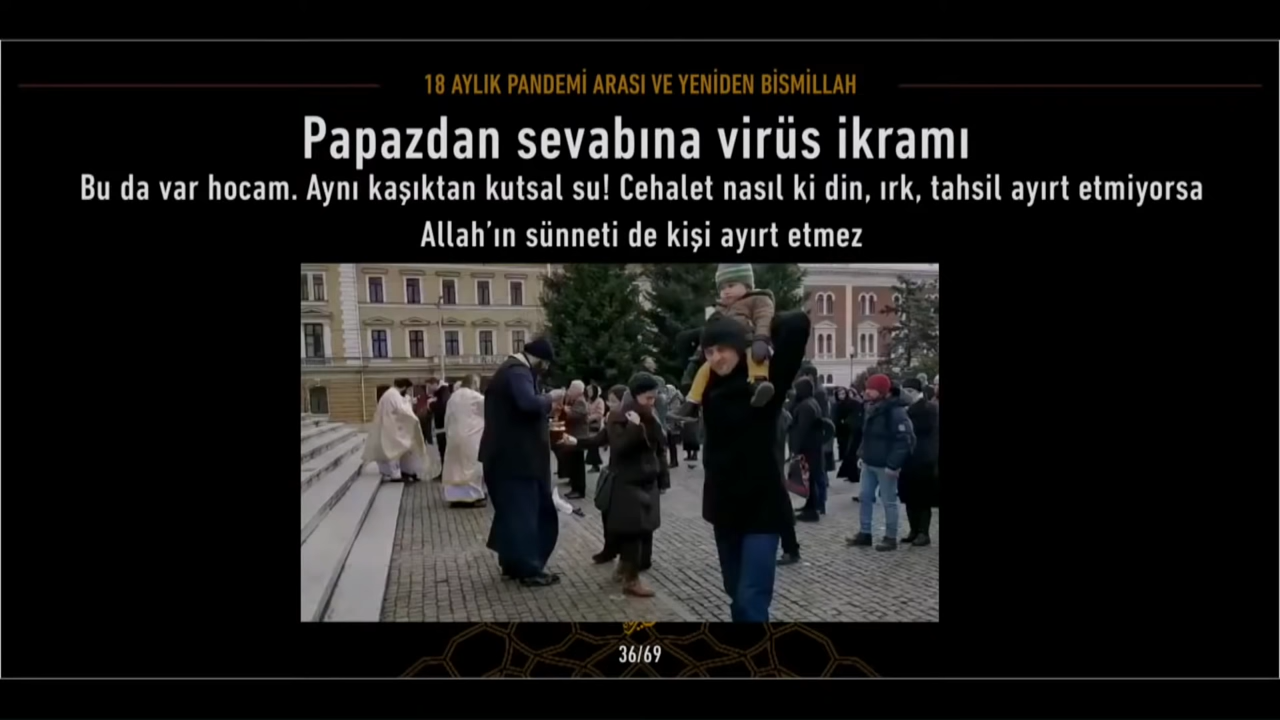 18 AYLIK PANDEMİ ARASI VE YENİDEN BİSMİLLAH
Papazdan sevabına virüs ikramı
Bu da var hocam. Aynı kaşıktan kutsal su! Cehalet nasıl ki din, ırk, tahsil ayırt etmiyorsa
Allah'ın sünneti de kişi ayırt etmez
36/69